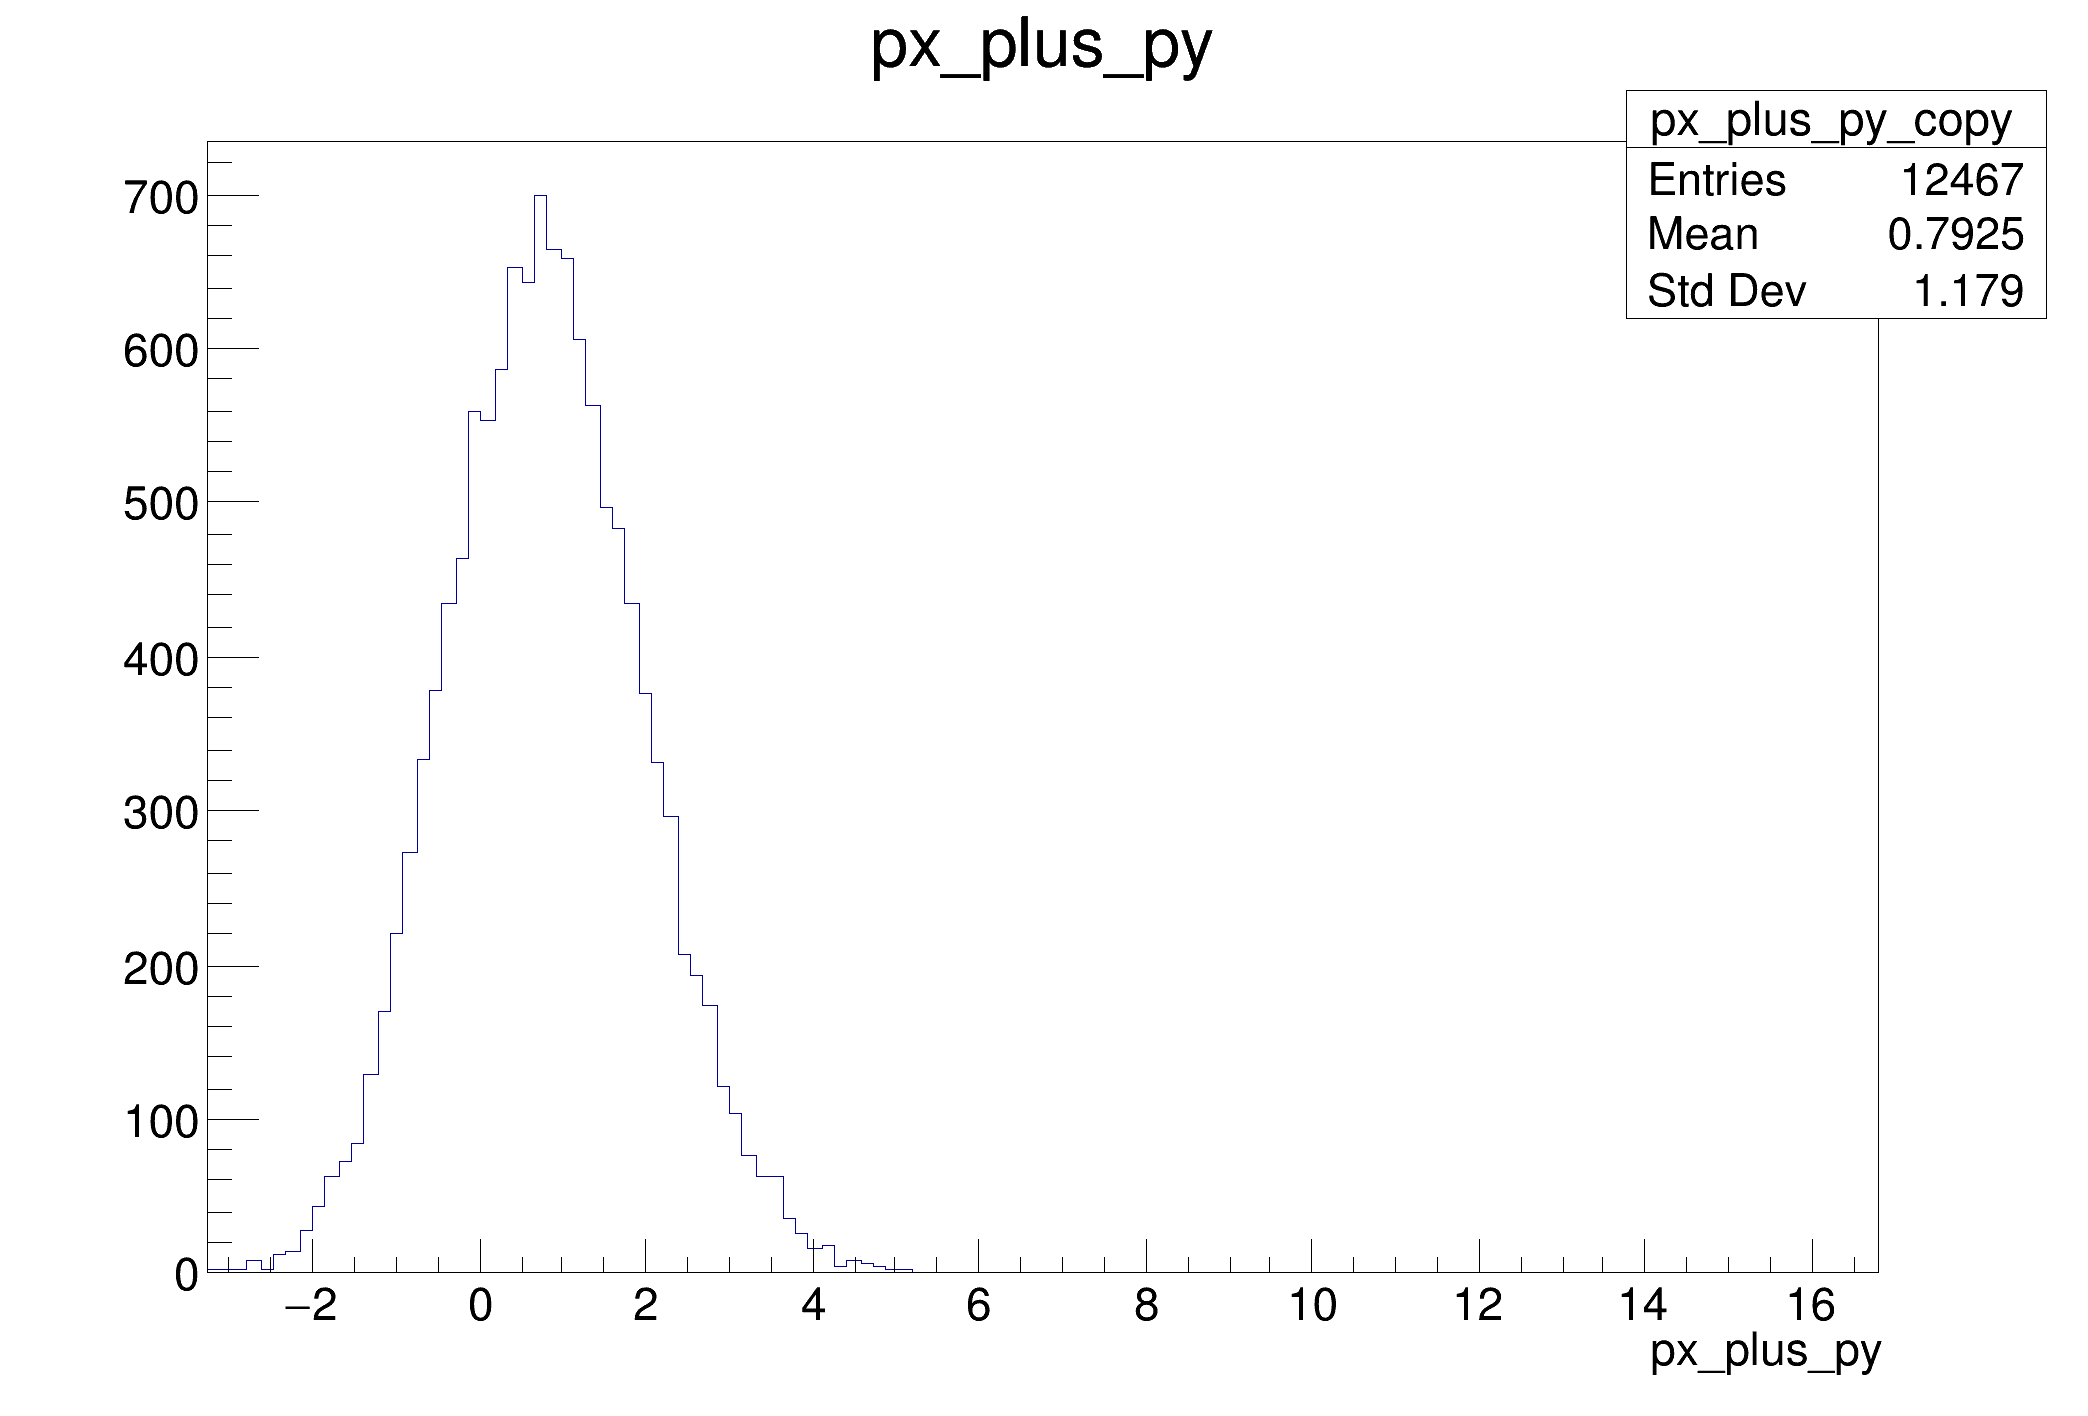 px_plus_py
px_plus_py_copy
Entries 12467
Mean 0.7925
Std Dev 1.179
700
600
500
400
300
200
100
0
−2 0 2 4 6 8 10 12 14 16
px_plus_py